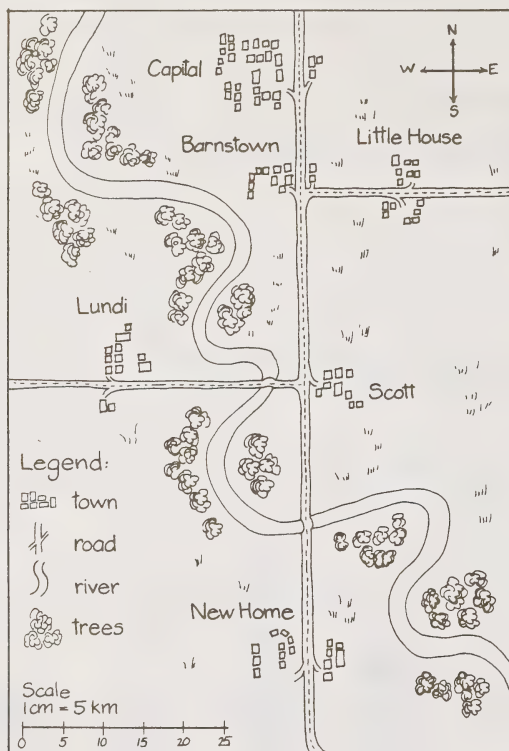 N
W E
S
Capital
Barnstown
Little House
Lundi
Scott
Legend:
town
road
river
trees
New Home
Scale
1cm = 5 km
0 5 10 15 20 25